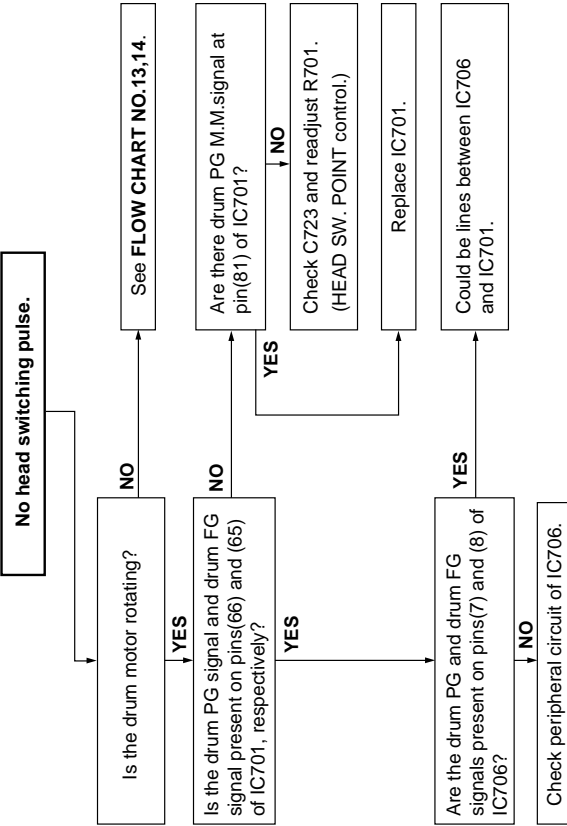 No head switching pulse.
Is the drum motor rotating?
NO
See FLOW CHART NO.13,14.
YES
Is the drum PG signal and drum FG
signal present on pins(66) and (65)
of IC701, respectively?
NO
Are there drum PG M.M.signal at
pin(81) of IC701?
NO
Check C723 and readjust R701.
(HEAD SW. POINT control.)
YES
Replace IC701.
YES
Are the drum PG and drum FG
signals present on pins(7) and (8) of
IC706?
YES
Could be lines between IC706
and IC701.
NO
Check peripheral circuit of IC706.